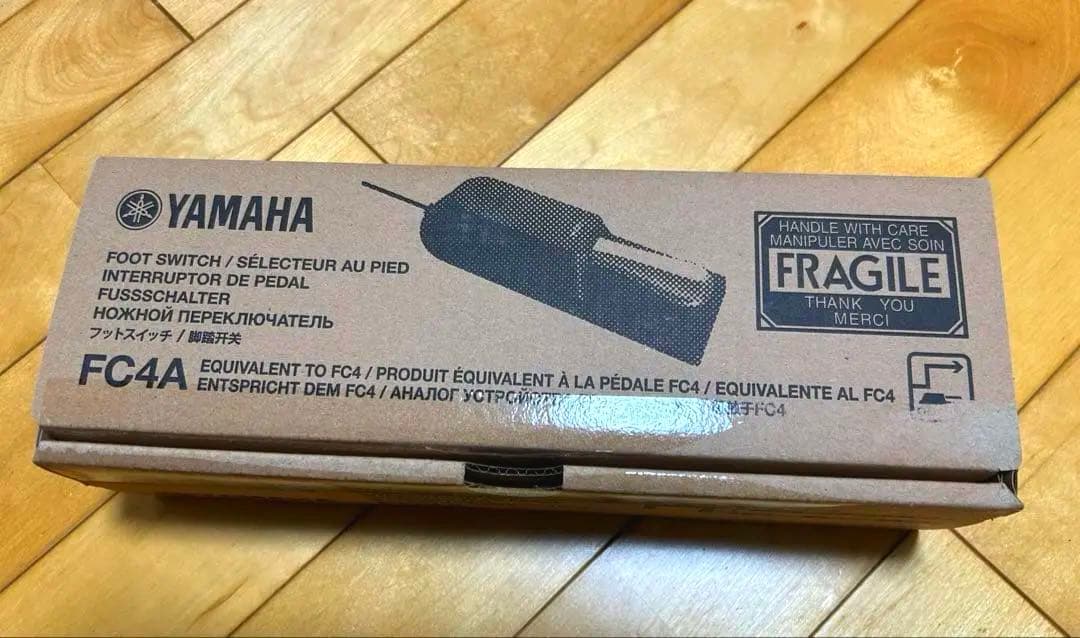 YAMAHA
FOOT SWITCH / SÉLECTEUR AU PIED
INTERRUPTOR DE PEDAL
FUSSSCHALTER
НОЖНОЙ ПЕРЕКЛЮЧАТЕЛЬ
フットスイッチ / 脚踏开关
FC4A
EQUIVALENT TO FC4 / PRODUIT ÉQUIVALENT À LA PÉDALE FC4 / EQUIVALENTE AL FC4
ENTSPRICHT DEM FC4 / АНАЛОГ
FC4
HANDLE WITH CARE
MANIPULER AVEC SOIN
FRAGILE
THANK YOU
MERCI